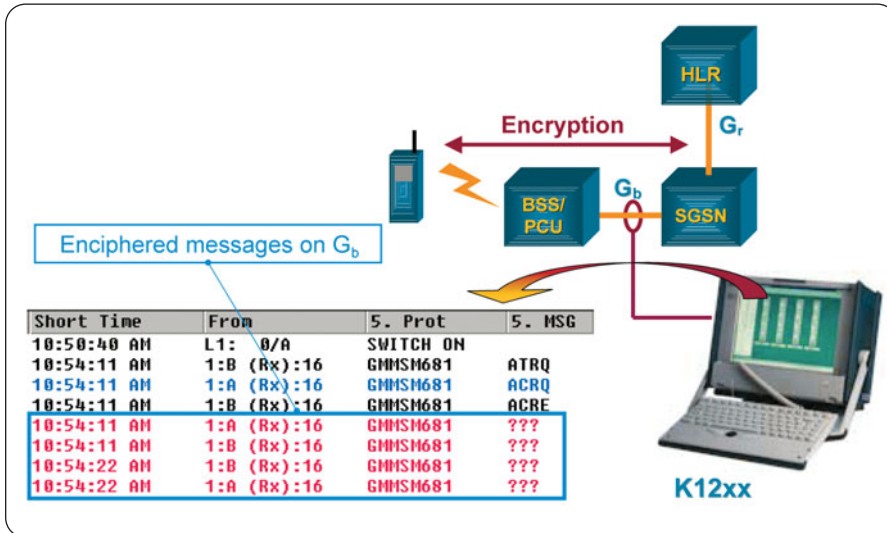 HLR
Encryption
Gr
Gb
BSS/
PCU
SGSN
Enciphered messages on Gb
Short Time From 5. Prot 5. MSG
10:50:40 AM L1: 0/A SWITCH ON
10:54:11 AM 1:B (Rx):16 GMMSM681 ATRQ
10:54:11 AM 1:A (Rx):16 GMMSM681 ACRQ
10:54:11 AM 1:B (Rx):16 GMMSM681 ACRE
10:54:11 AM 1:A (Rx):16 GMMSM681 ???
10:54:11 AM 1:B (Rx):16 GMMSM681 ???
10:54:22 AM 1:B (Rx):16 GMMSM681 ???
10:54:22 AM 1:A (Rx):16 GMMSM681 ???
K12xx